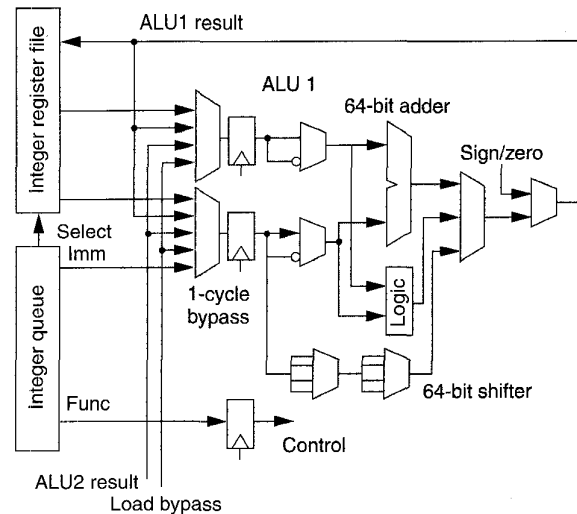 ALU1 result
Integer register file
ALU 1
64-bit adder
Sign/zero
Select
Imm
1-cycle
bypass
Logic
Integer queue
64-bit shifter
Func
Control
ALU2 result
Load bypass